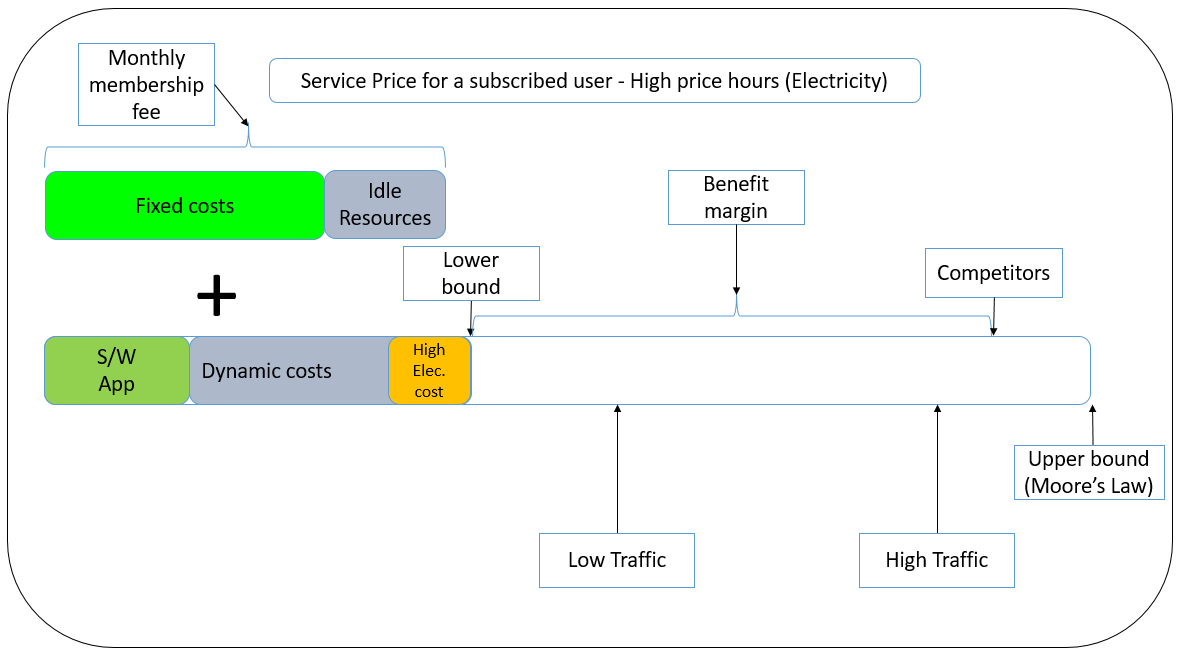 Monthly
membership
fee
Service Price for a subscribed user - High price hours (Electricity)
Fixed costs
Idle
Resources
Benefit
margin
Lower
bound
Competitors
+
S/W
App
Dynamic costs
High
Elec.
cost
Upper bound
(Moore’s Law)
Low Traffic
High Traffic